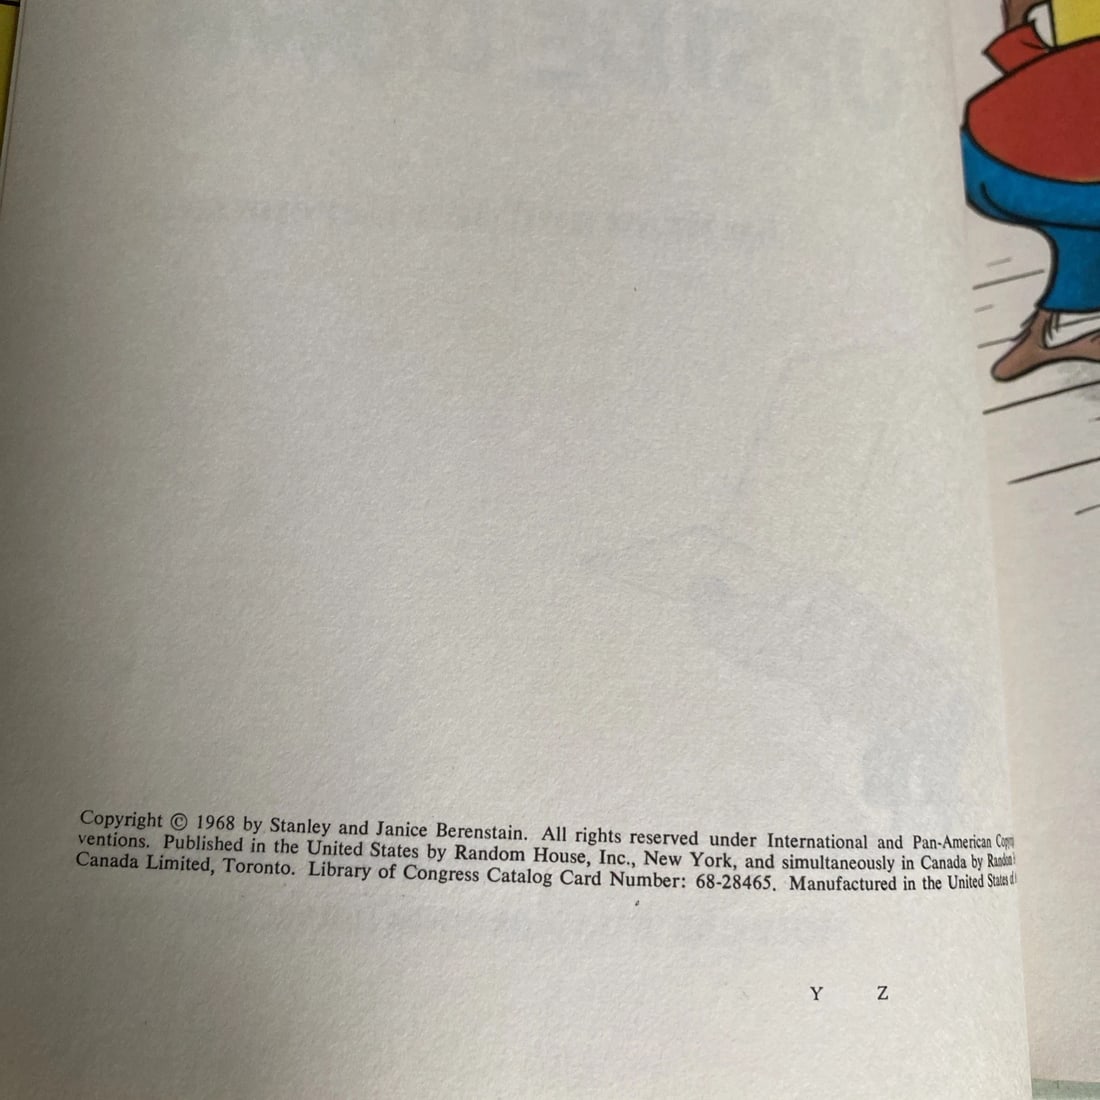 Copyright © 1968 by Stanley and Janice Berenstain. All rights reserved under International and Pan-American
ventions. Published in the United States by Random House, Inc., New York, and simultaneously in Canada by Random
Canada Limited, Toronto. Library of Congress Catalog Card Number: 68-28465. Manufactured in the United States
Y Z